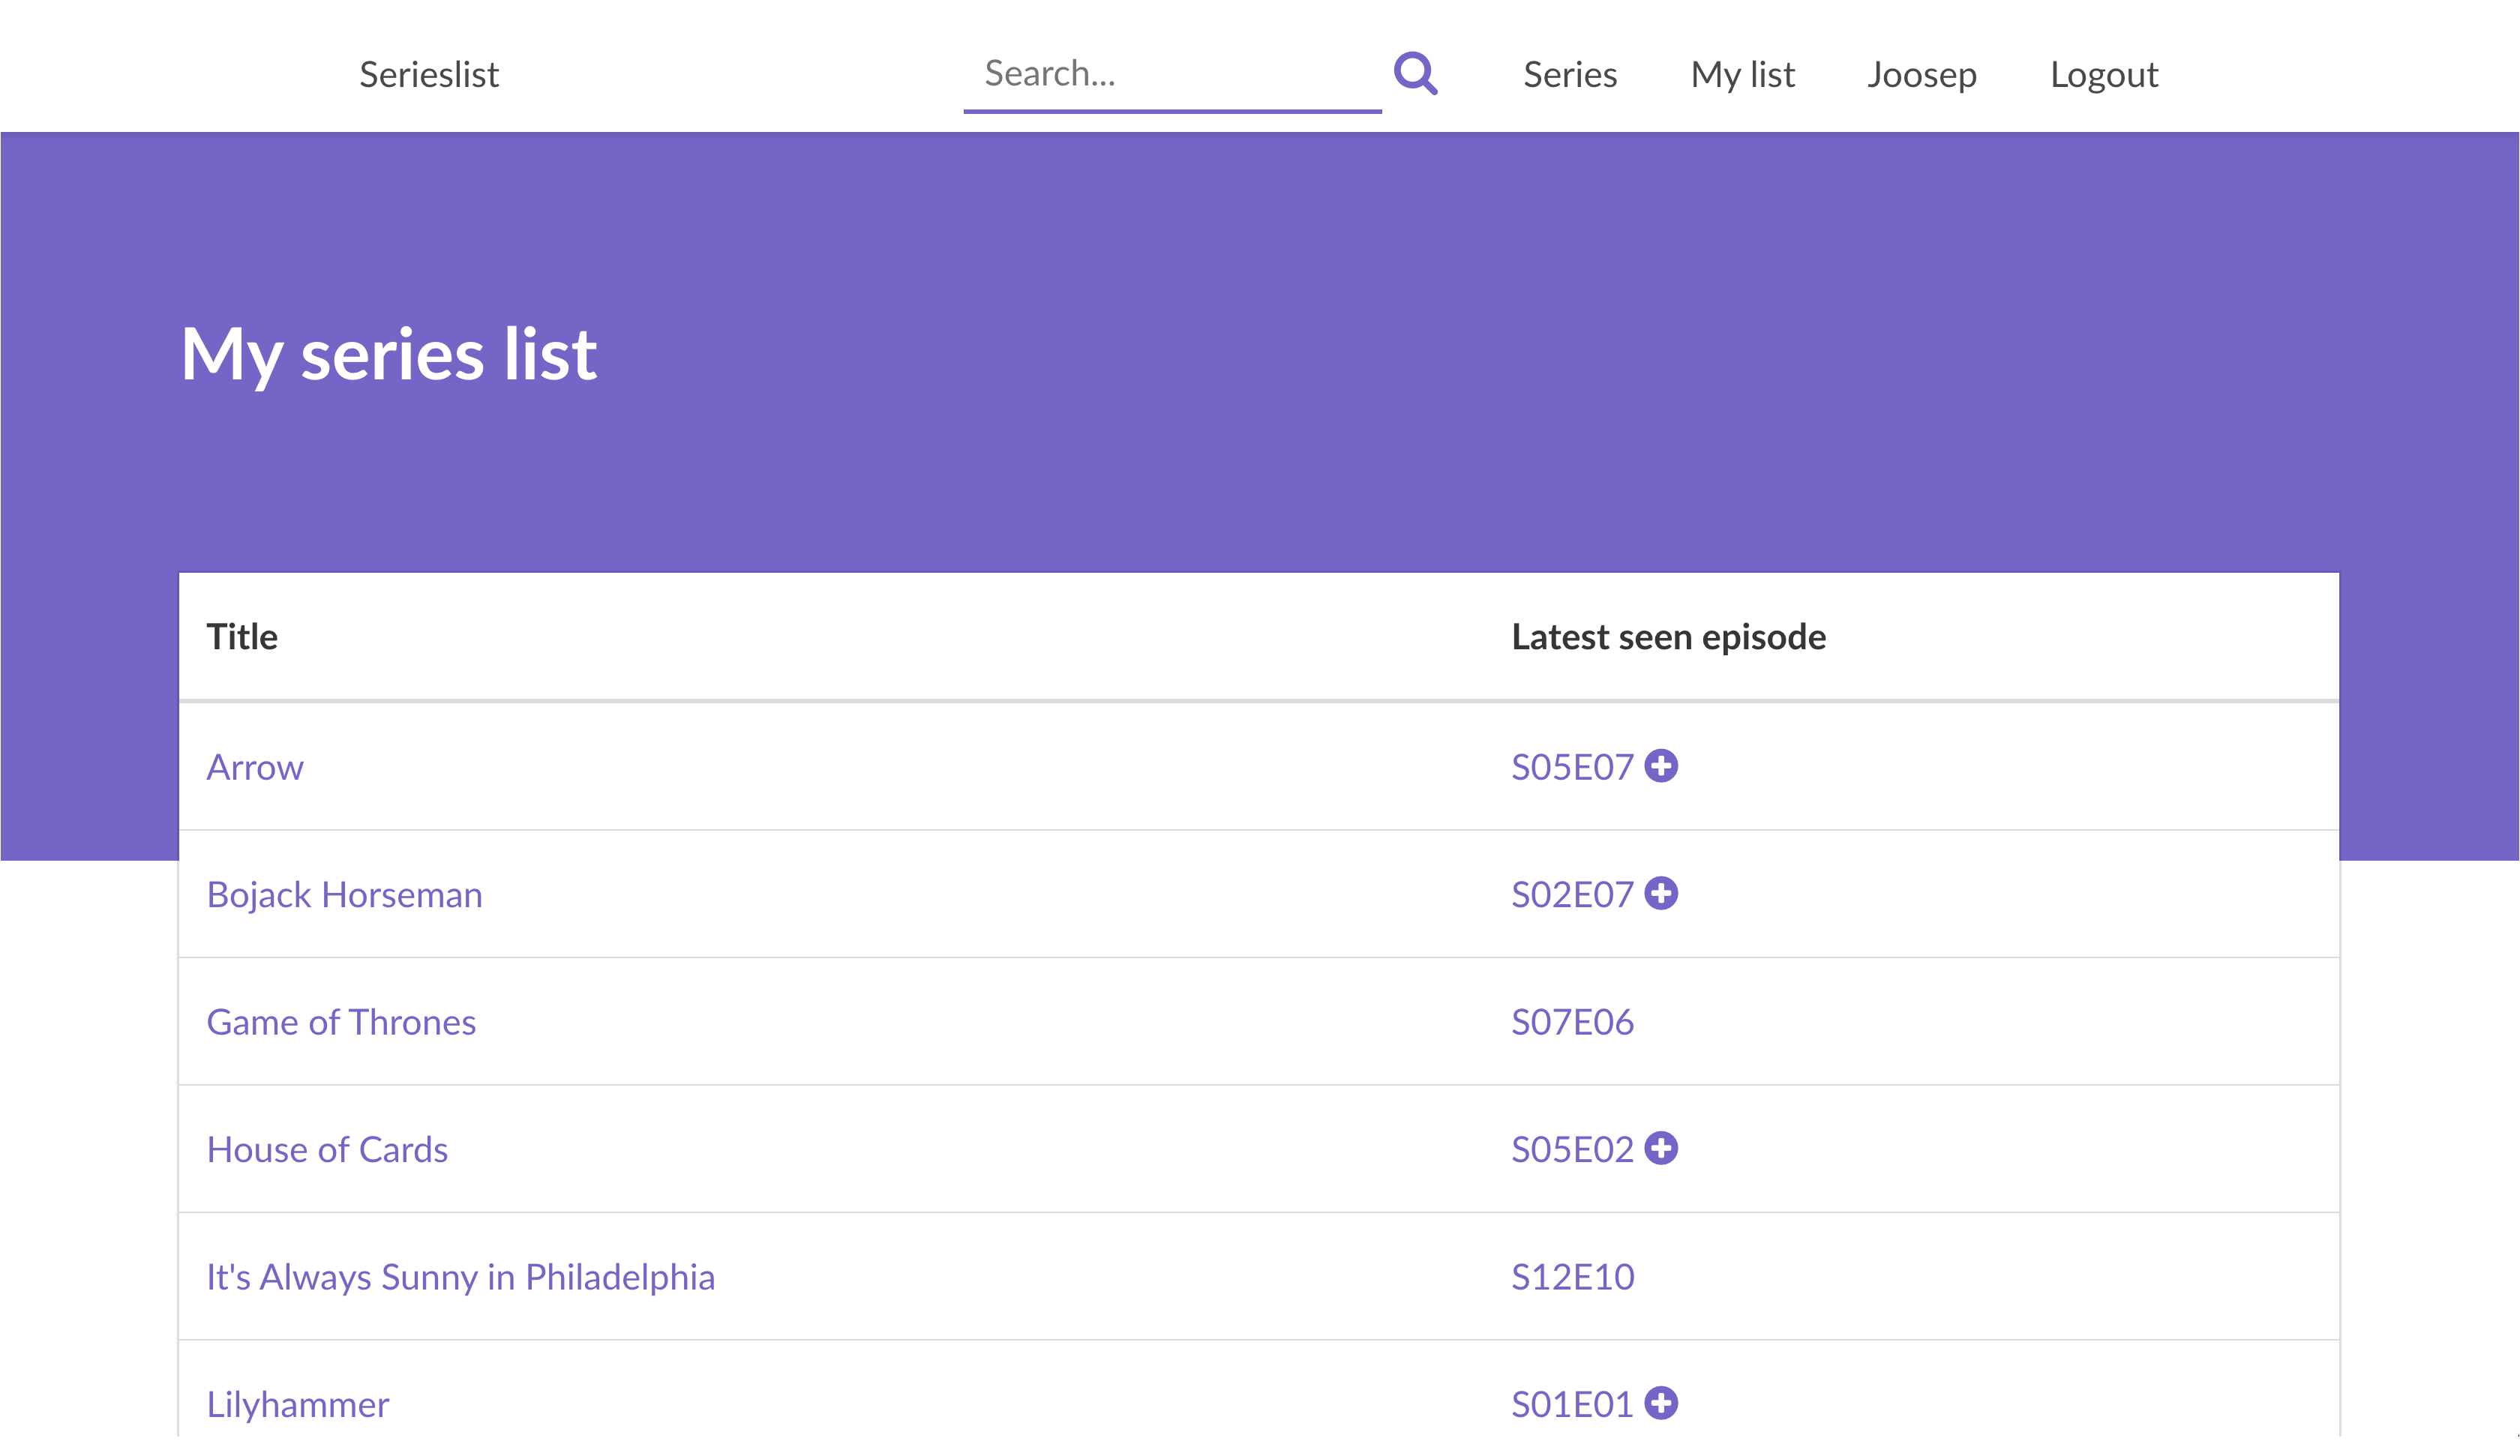 Serieslist Search... Series My list Joosep Logout
My series list
Title Latest seen episode
Arrow S05E07
Bojack Horseman S02E07
Game of Thrones S07E06
House of Cards S05E02
It's Always Sunny in Philadelphia S12E10
Lilyhammer S01E01